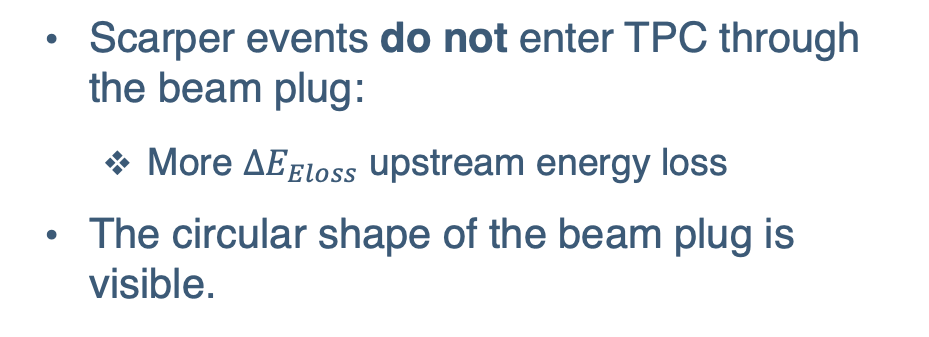 • Scarper events do not enter TPC through
the beam plug:
❖ More ΔE_Eloss upstream energy loss
• The circular shape of the beam plug is
visible.